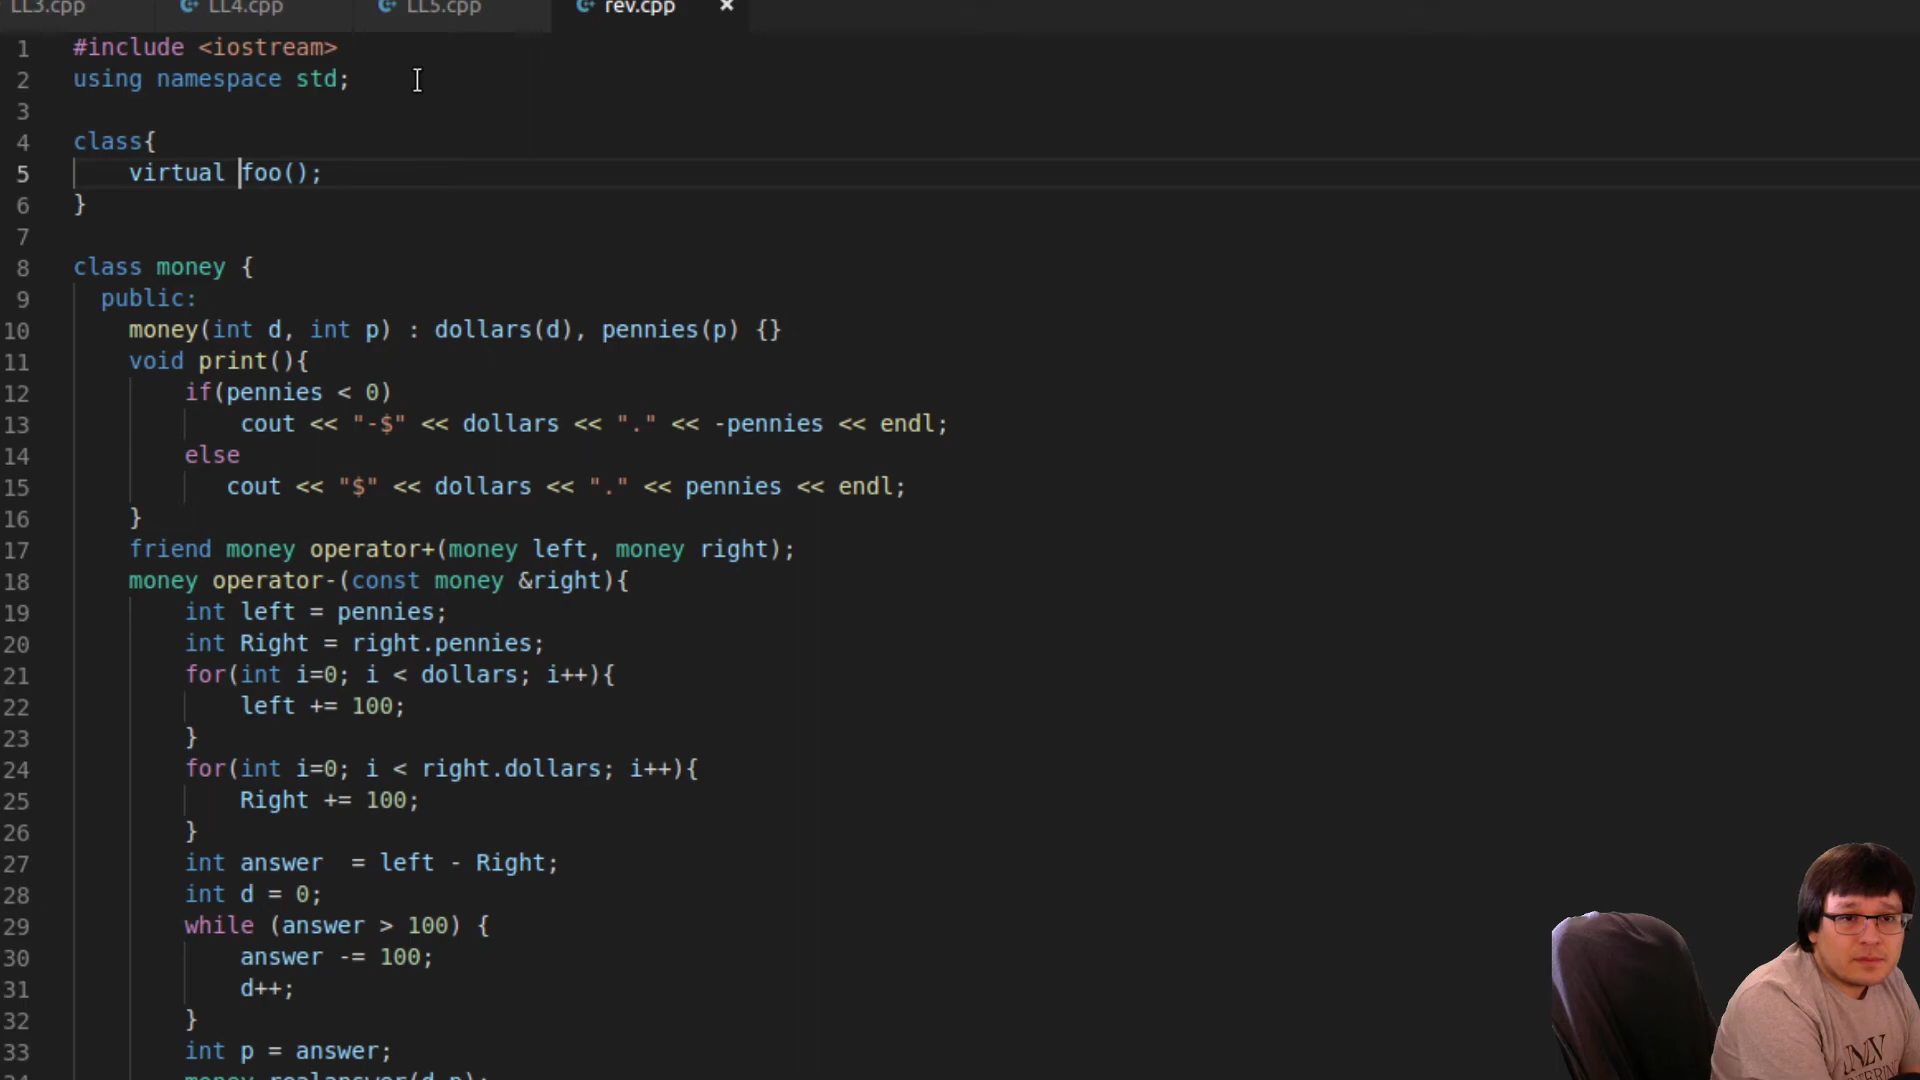 LL3.cpp LL4.cpp LL5.cpp rev.cpp ×
1 #include <iostream>
2 using namespace std;
3
4 class{
5 virtual foo();
6 }
7
8 class money {
9 public:
10 money(int d, int p) : dollars(d), pennies(p) {}
11 void print(){
12 if(pennies < 0)
13 cout << "-$" << dollars << "." << -pennies << endl;
14 else
15 cout << "$" << dollars << "." << pennies << endl;
16 }
17 friend money operator+(money left, money right);
18 money operator-(const money &right){
19 int left = pennies;
20 int Right = right.pennies;
21 for(int i=0; i < dollars; i++){
22 left += 100;
23 }
24 for(int i=0; i < right.dollars; i++){
25 Right += 100;
26 }
27 int answer  = left - Right;
28 int d = 0;
29 while (answer > 100) {
30 answer -= 100;
31 d++;
32 }
33 int p = answer;
money realanswer(d,p);
UNLV